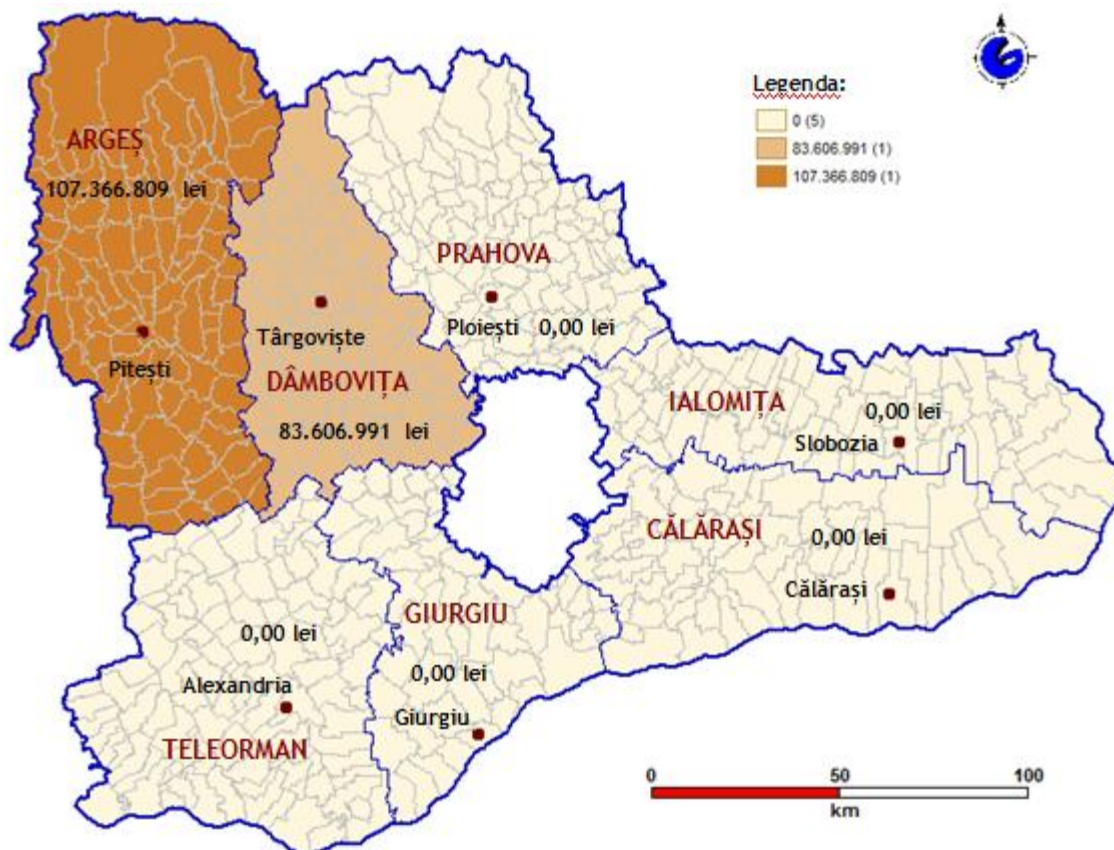 Legenda:
0 (5)
83.606.991 (1)
107.366.809 (1)
ARGEȘ
107.366.809 lei
Pitești
PRAHOVA
Ploiești 0,00 lei
Târgoviște
DÂMBOVIȚA
83.606.991 lei
IALOMIȚA
0,00 lei
Slobozia
CĂLĂRAȘI
0,00 lei
Călărași
GIURGIU
0,00 lei
Giurgiu
0,00 lei
Alexandria
TELEORMAN
0 50 100
km